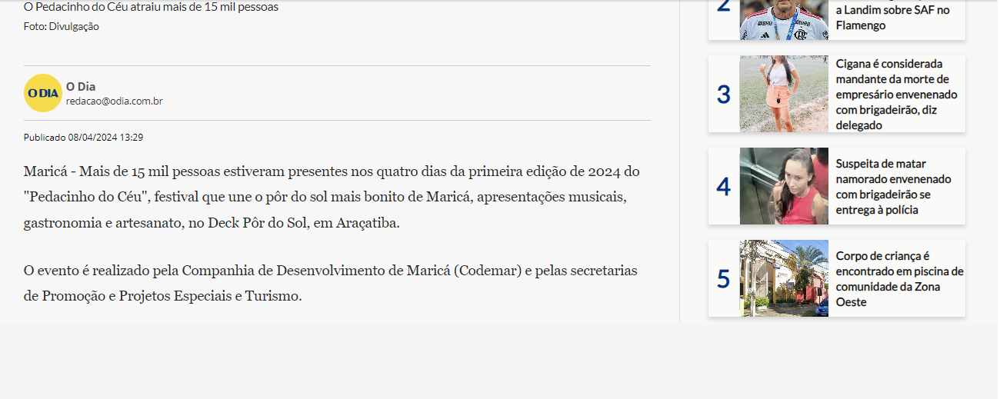 O Pedacinho do Céu atraiu mais de 15 mil pessoas
Foto: Divulgação
O DIA
O Dia
redacao@odia.com.br
Publicado 08/04/2024 13:29
Maricá - Mais de 15 mil pessoas estiveram presentes nos quatro dias da primeira edição de 2024 do
"Pedacinho do Céu", festival que une o pôr do sol mais bonito de Maricá, apresentações musicais,
gastronomia e artesanato, no Deck Pôr do Sol, em Araçatiba.
O evento é realizado pela Companhia de Desenvolvimento de Maricá (Codemar) e pelas secretarias
de Promoção e Projetos Especiais e Turismo.
2
a Landim sobre SAF no
Flamengo
3
Cigana é considerada
mandante da morte de
empresário envenenado
com brigadeirão, diz
delegado
4
Suspeita de matar
namorado envenenado
com brigadeirão se
entrega à polícia
5
Corpo de criança é
encontrado em piscina de
comunidade da Zona
Oeste